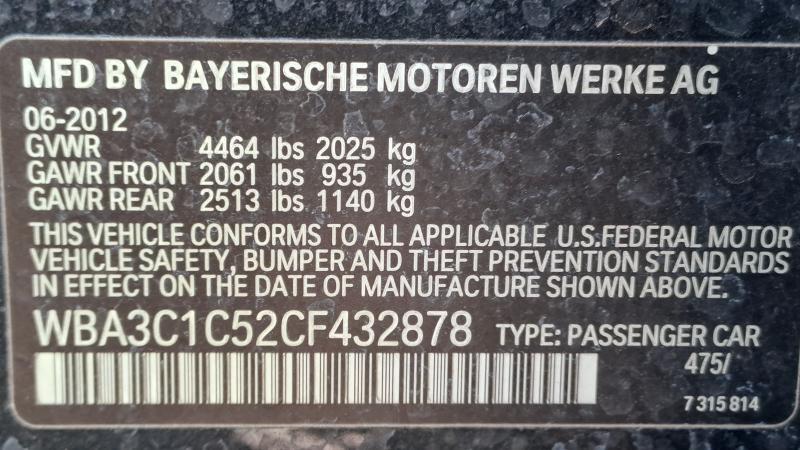 MFD BY BAYERISCHE MOTOREN WERKE AG
06-2012
GVWR 4464 lbs 2025 kg
GAWR FRONT 2061 lbs 935 kg
GAWR REAR 2513 lbs 1140 kg
THIS VEHICLE CONFORMS TO ALL APPLICABLE U.S.FEDERAL MOTOR
VEHICLE SAFETY, BUMPER AND THEFT PREVENTION STANDARDS
IN EFFECT ON THE DATE OF MANUFACTURE SHOWN ABOVE.
WBA3C1C52CF432878 TYPE: PASSENGER CAR
475/
7 315 814